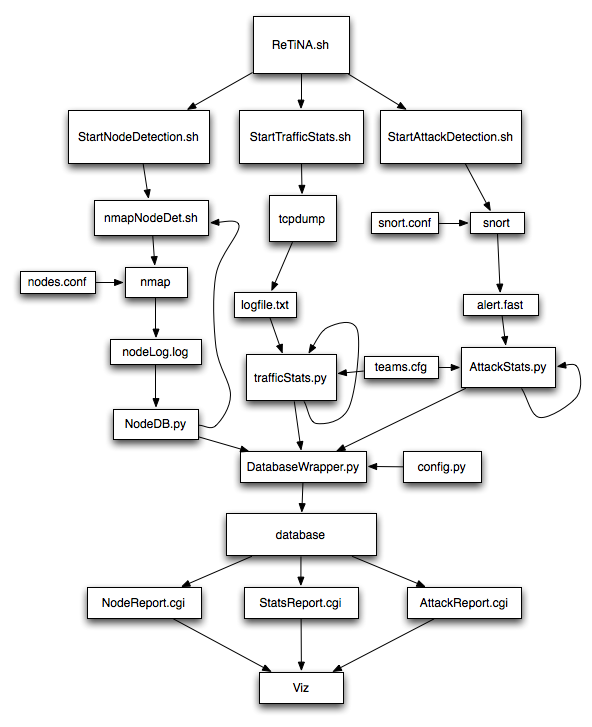 ReTiNA.sh
StartNodeDetection.sh
StartTrafficStats.sh
StartAttackDetection.sh
nmapNodeDet.sh
tcpdump
snort.conf
snort
nodes.conf
nmap
logfile.txt
alert.fast
nodeLog.log
trafficStats.py
teams.cfg
AttackStats.py
NodeDB.py
DatabaseWrapper.py
config.py
database
NodeReport.cgi
StatsReport.cgi
AttackReport.cgi
Viz